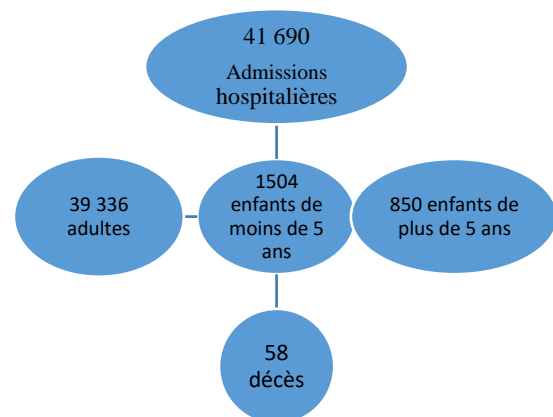 41 690
Admissions
hospitalières
39 336
adultes
1504
enfants de
moins de 5
ans
850 enfants de
plus de 5 ans
58
décès